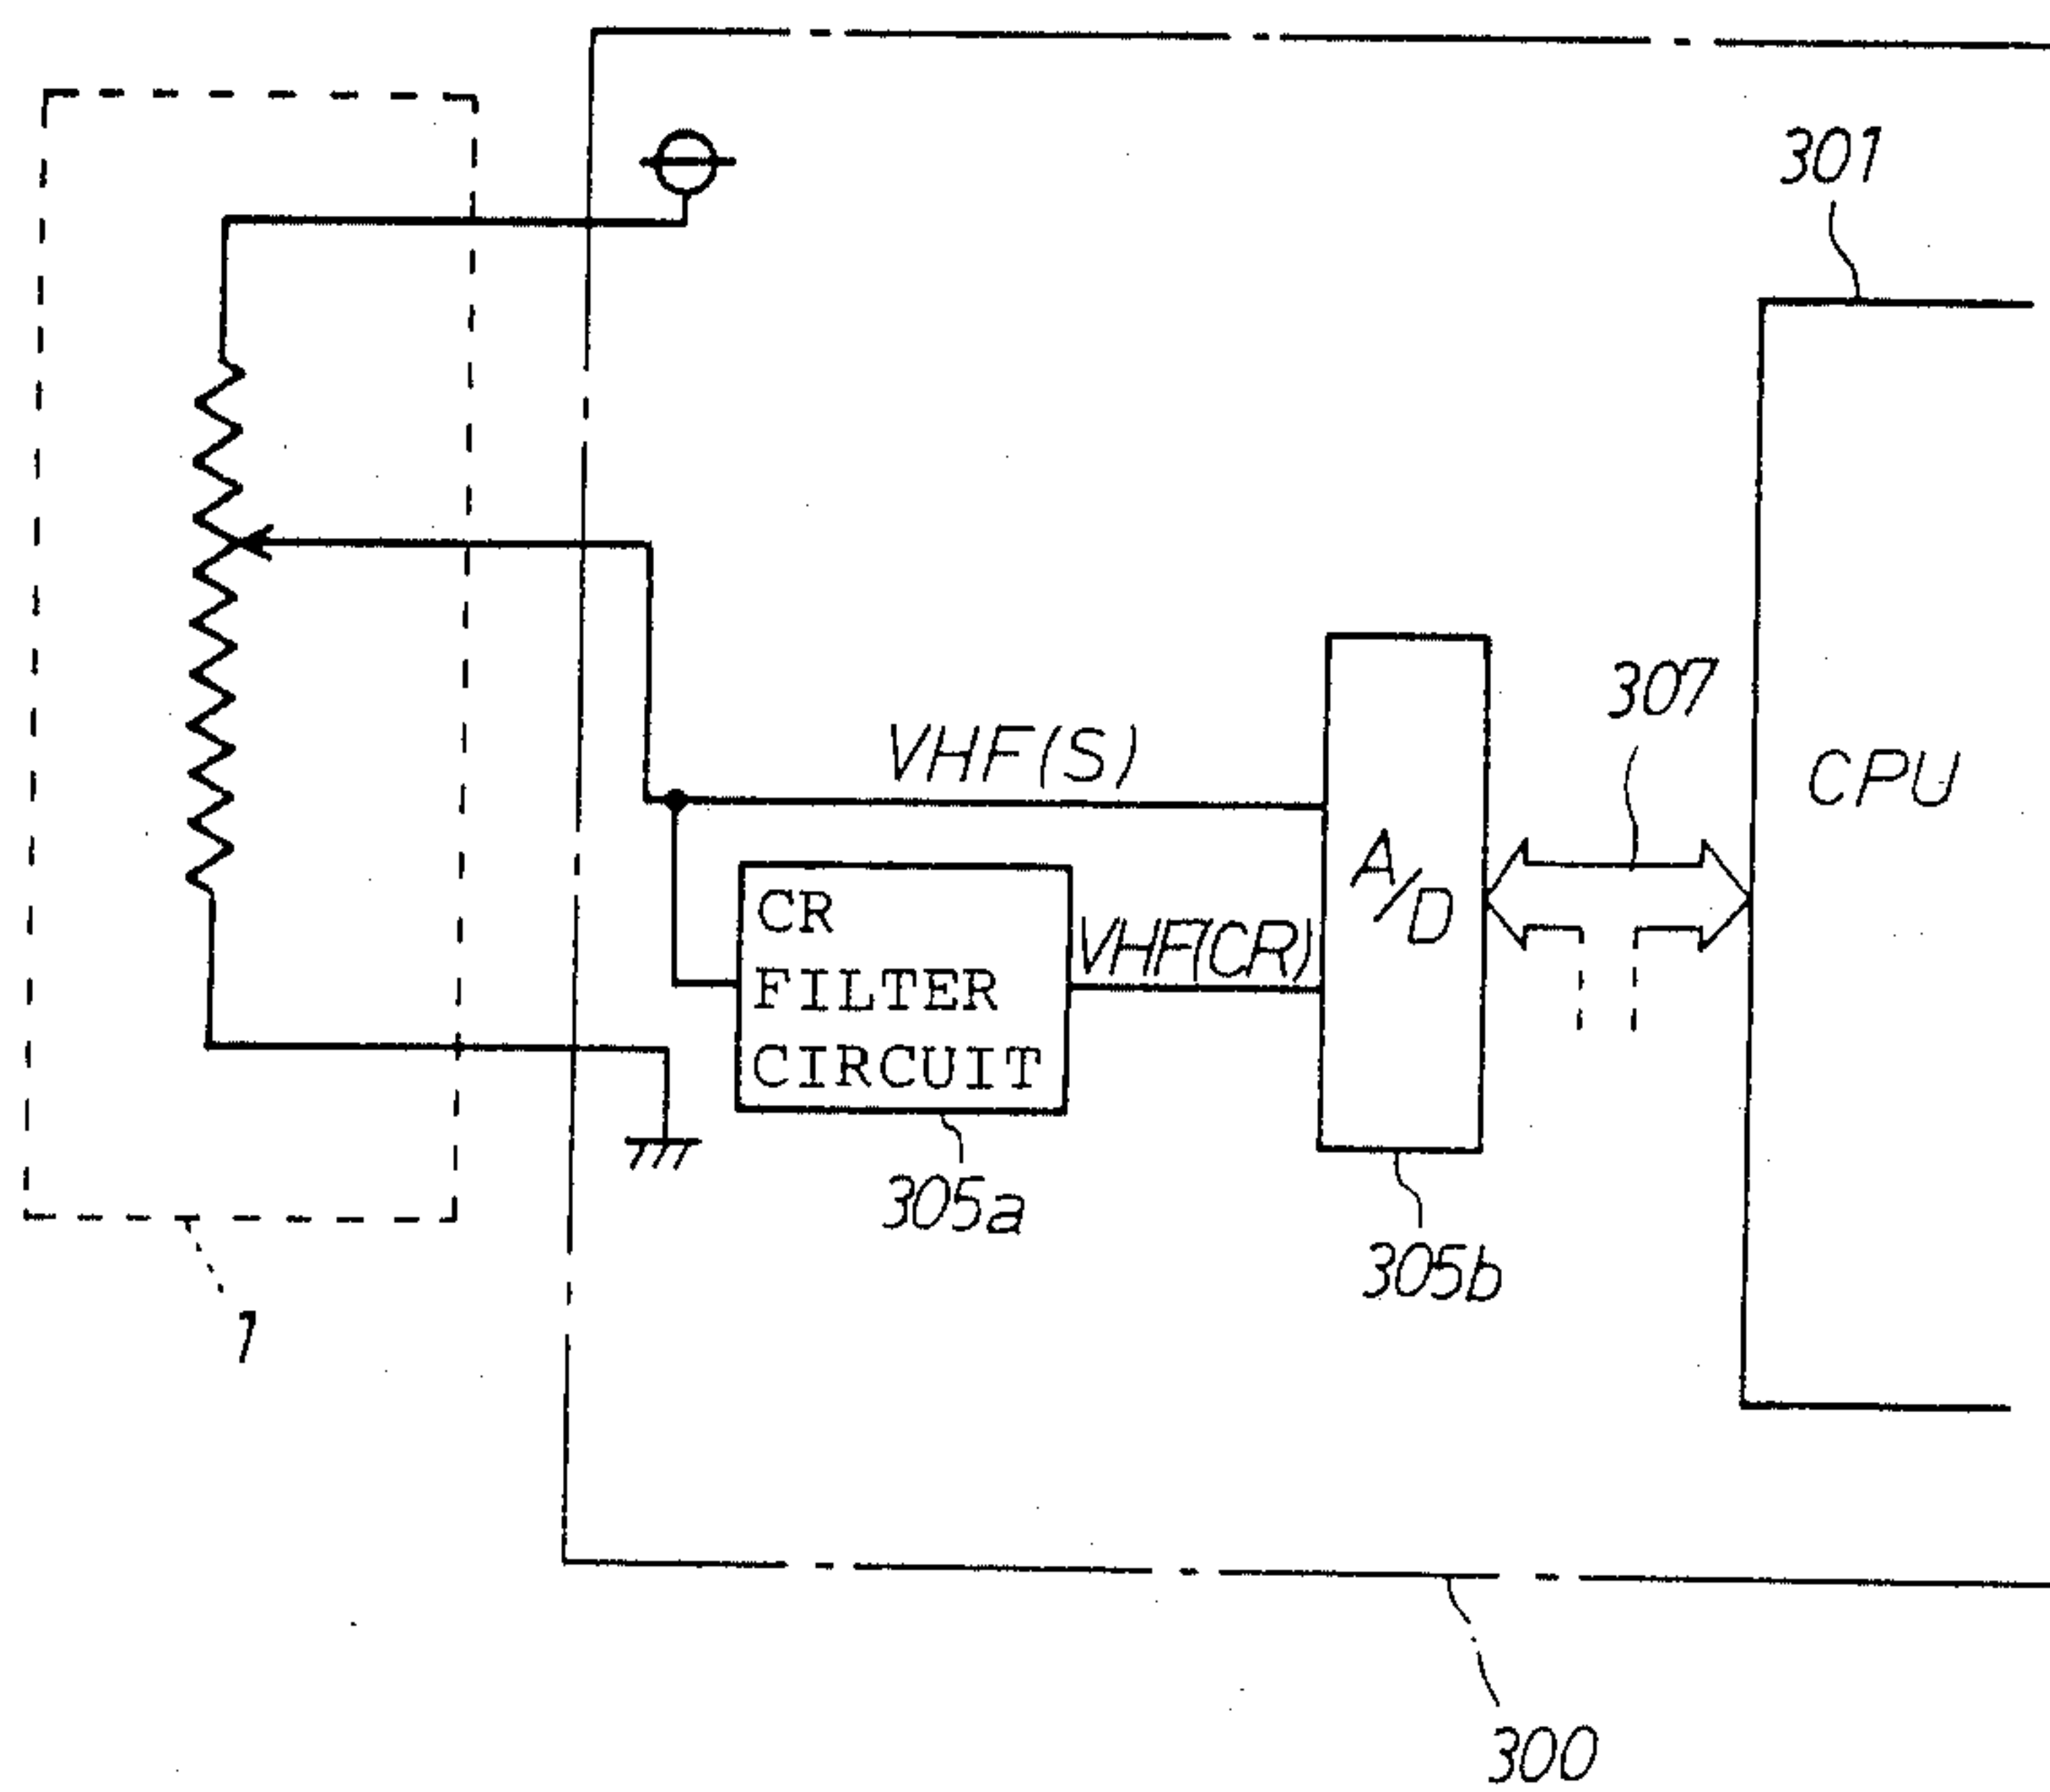 301
307
VHF(S)
CPU
A/D
CR
FILTER
CIRCUIT
VHF(CR)
305a
305b
1
300